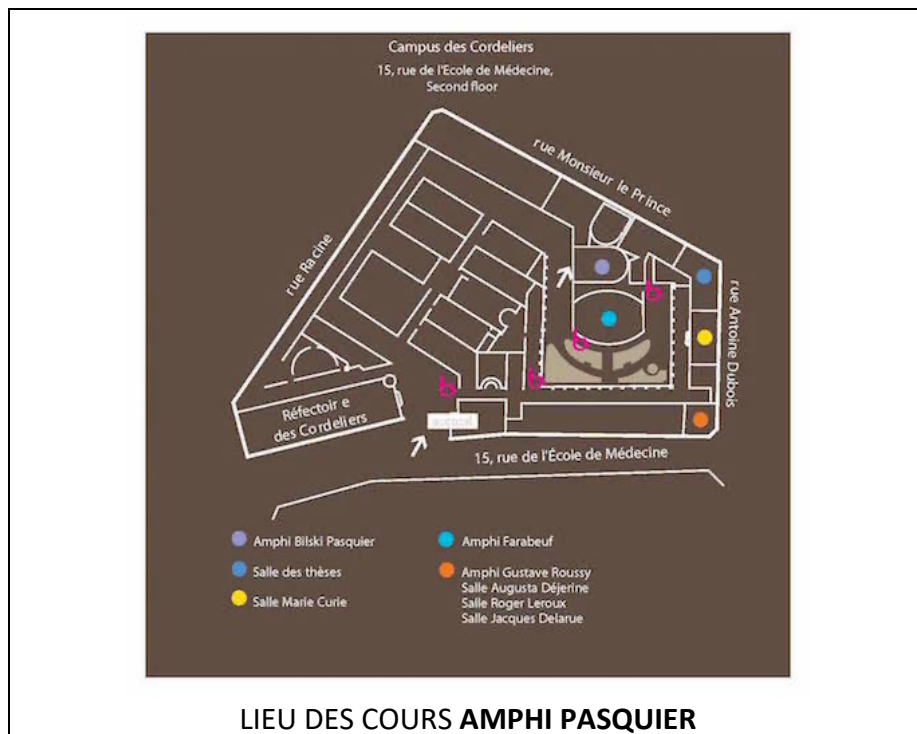 Campus des Cordeliers
15, rue de l'Ecole de Médecine,
Second floor
rue Monsieur le Prince
rue Racine
rue Antoine Dubois
Réfectoir e
des Cordeliers
15, rue de l'École de Médecine
Amphi Bilski Pasquier
Amphi Farabeuf
Salle des thèses
Amphi Gustave Roussy
Salle Augusta Déjerine
Salle Marie Curie
Salle Roger Leroux
Salle Jacques Delarue
LIEU DES COURS AMPHI PASQUIER